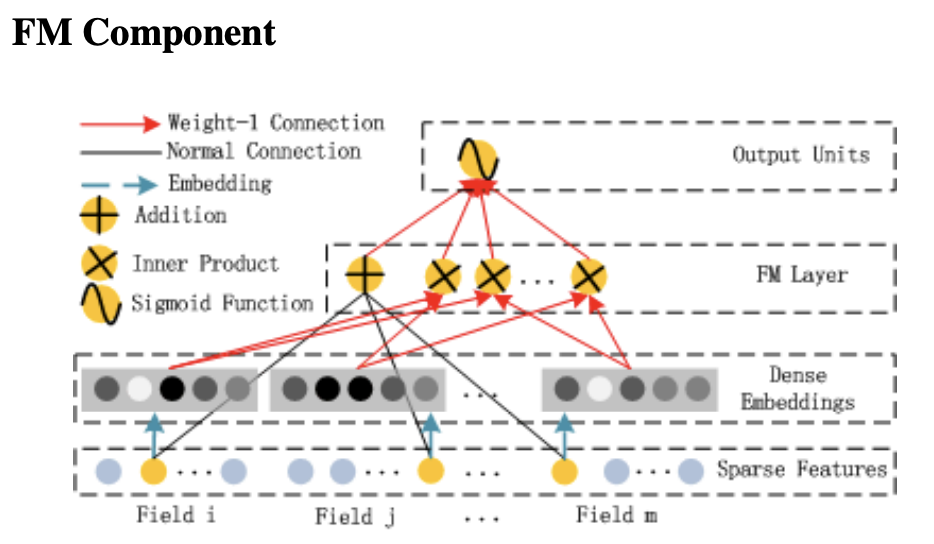 FM Component
Weight-1 Connection
Normal Connection
Embedding
Addition
Inner Product
Sigmoid Function
Output Units
...
FM Layer
...
Dense
Embeddings
... ... ... ...
Sparse Features
Field i Field j ... Field m